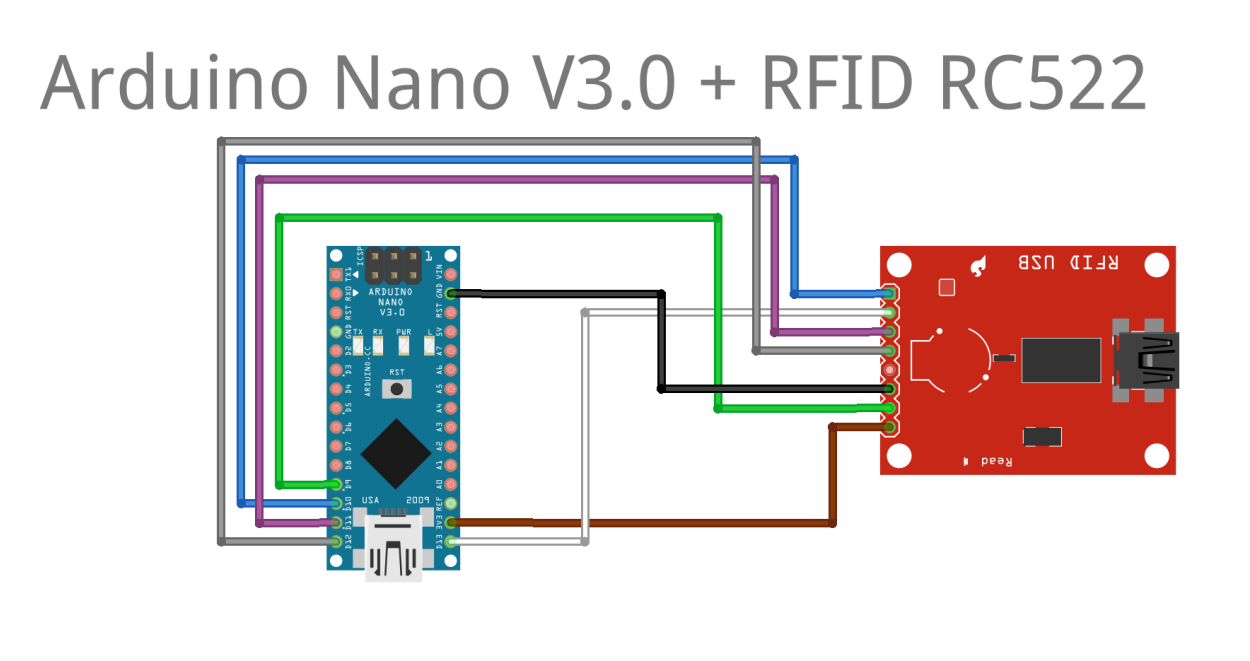 Arduino Nano V3.0 + RFID RC522
ICSP
1
TX1
RX0
RST
GND
D2
D3
D4
D5
D6
D7
D8
D9
D10
D11
D12
ARDUINO
NANO
V3.0
TX
RX
PWR
L
ARDUINO.CC
RST
USA
2009
VIN
GND
RST
5V
A7
A6
A5
A4
A3
A2
A1
A0
REF
3V3
D13
RFID USB
Read